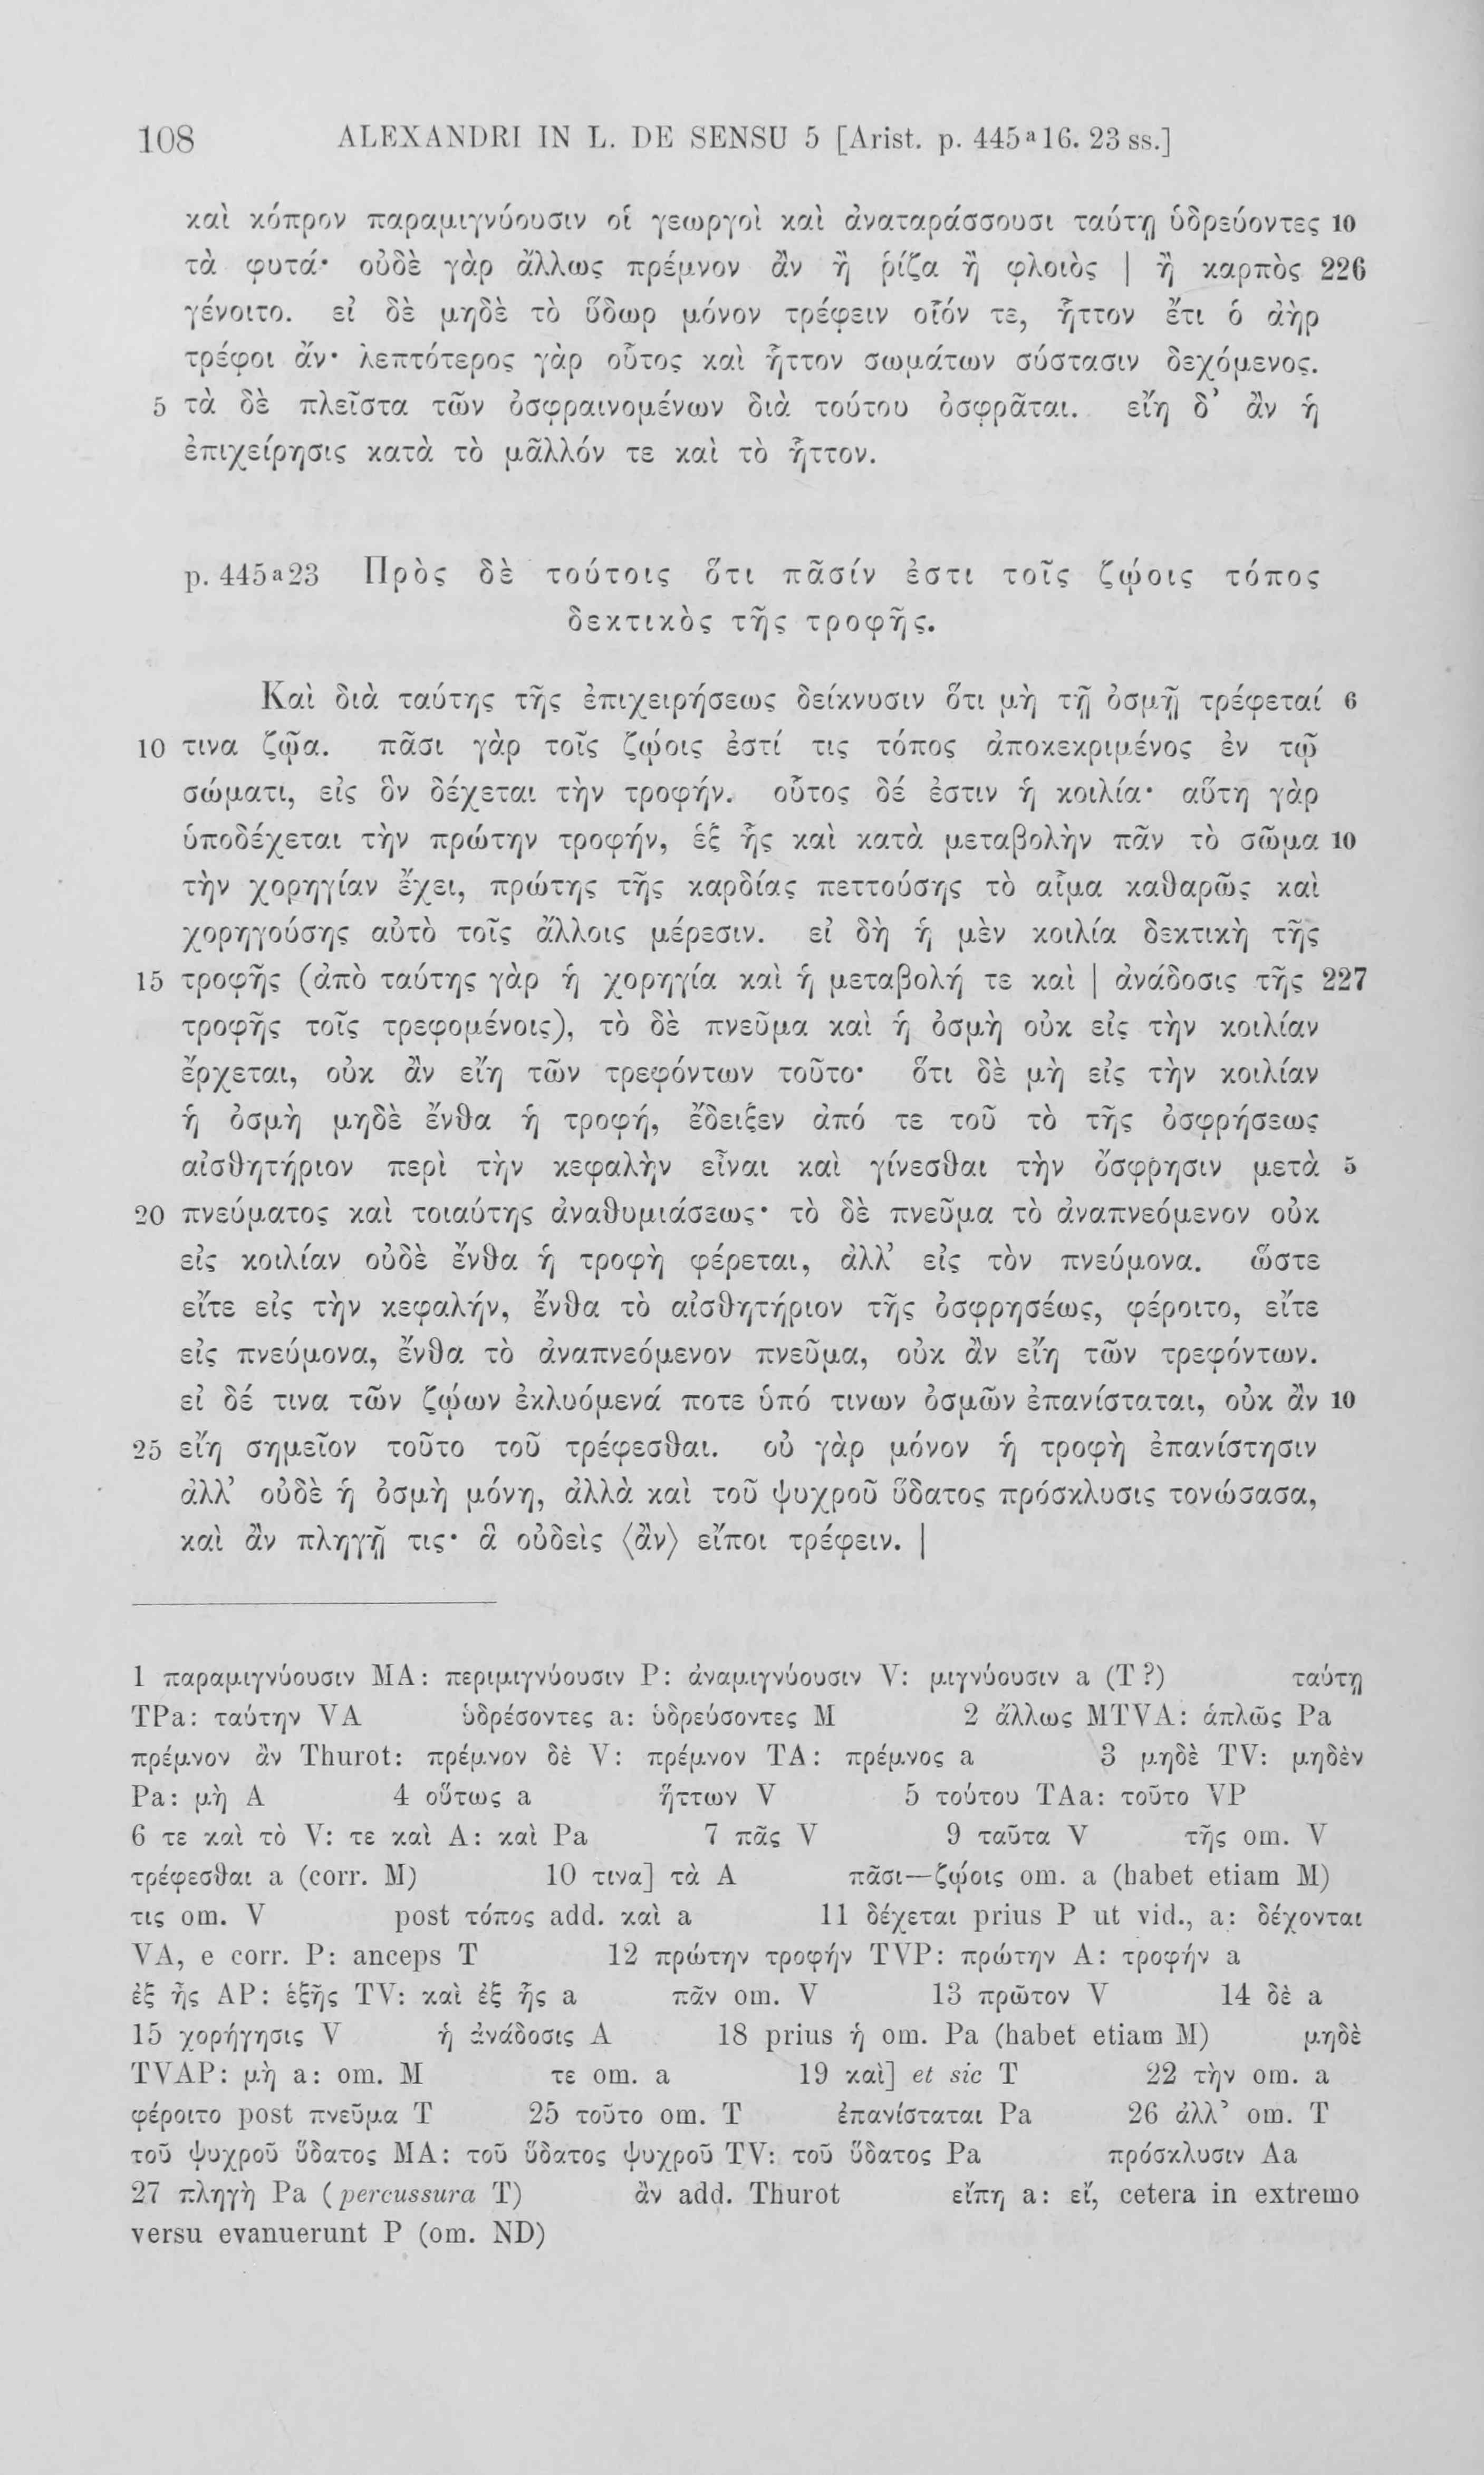 108 ALEXANDRI IN L. DE SENSU 5 [Arist. p. 445ª16. 23 ss.]
καὶ κόπρον παραμιγνύουσιν οἱ γεωργοὶ καὶ ἀναταράσσουσι ταύτῃ ὑδρεύοντες 10
τὰ φυτά· οὐδὲ γὰρ ἄλλως πρέμνον ἂν ἢ ῥίζα ἢ φλοιὸς | ἢ καρπὸς 226
γένοιτο. εἰ δὲ μηδὲ τὸ ὕδωρ μόνον τρέφειν οἷόν τε, ἧττον ἔτι ὁ ἀὴρ
τρέφοι ἄν· λεπτότερος γὰρ οὗτος καὶ ἧττον σωμάτων σύστασιν δεχόμενος.
5 τὰ δὲ πλεῖστα τῶν ὀσφραινομένων διὰ τούτου ὀσφρᾶται. εἴη δ’ ἂν ἡ
ἐπιχείρησις κατὰ τὸ μᾶλλόν τε καὶ τὸ ἧττον.
p. 445ª23 Πρὸς δὲ τούτοις ὅτι πᾶσίν ἐστι τοῖς ζῴοις τόπος
δεκτικὸς τῆς τροφῆς.
Καὶ διὰ ταύτης τῆς ἐπιχειρήσεως δείκνυσιν ὅτι μὴ τῇ ὀσμῇ τρέφεταί 6
10 τινα ζῷα. πᾶσι γὰρ τοῖς ζῴοις ἐστί τις τόπος ἀποκεκριμένος ἐν τῷ
σώματι, εἰς ὃν δέχεται τὴν τροφήν. οὗτος δέ ἐστιν ἡ κοιλία· αὕτη γὰρ
ὑποδέχεται τὴν πρώτην τροφήν, ἐξ ἧς καὶ κατὰ μεταβολὴν πᾶν τὸ σῶμα 10
τὴν χορηγίαν ἔχει, πρώτης τῆς καρδίας πεττούσης τὸ αἷμα καθαρῶς καὶ
χορηγούσης αὐτὸ τοῖς ἄλλοις μέρεσιν. εἰ δὴ ἡ μὲν κοιλία δεκτικὴ τῆς
15 τροφῆς (ἀπὸ ταύτης γὰρ ἡ χορηγία καὶ ἡ μεταβολή τε καὶ | ἀνάδοσις τῆς 227
τροφῆς τοῖς τρεφομένοις), τὸ δὲ πνεῦμα καὶ ἡ ὀσμὴ οὐκ εἰς τὴν κοιλίαν
ἔρχεται, οὐκ ἂν εἴη τῶν τρεφόντων τοῦτο· ὅτι δὲ μὴ εἰς τὴν κοιλίαν
ἡ ὀσμὴ μηδὲ ἔνθα ἡ τροφή, ἔδειξεν ἀπό τε τοῦ τὸ τῆς ὀσφρήσεως
αἰσθητήριον περὶ τὴν κεφαλὴν εἶναι καὶ γίνεσθαι τὴν ὄσφρησιν μετὰ 5
20 πνεύματος καὶ τοιαύτης ἀναθυμιάσεως· τὸ δὲ πνεῦμα τὸ ἀναπνεόμενον οὐκ
εἰς κοιλίαν οὐδὲ ἔνθα ἡ τροφὴ φέρεται, ἀλλ’ εἰς τὸν πνεύμονα. ὥστε
εἴτε εἰς τὴν κεφαλήν, ἔνθα τὸ αἰσθητήριον τῆς ὀσφρησέως, φέροιτο, εἴτε
εἰς πνεύμονα, ἔνθα τὸ ἀναπνεόμενον πνεῦμα, οὐκ ἂν εἴη τῶν τρεφόντων.
εἰ δέ τινα τῶν ζῴων ἐκλυόμενά ποτε ὑπό τινων ὀσμῶν ἐπανίσταται, οὐκ ἂν 10
25 εἴη σημεῖον τοῦτο τοῦ τρέφεσθαι. οὐ γὰρ μόνον ἡ τροφὴ ἐπανίστησιν
ἀλλ’ οὐδὲ ἡ ὀσμὴ μόνη, ἀλλὰ καὶ τοῦ ψυχροῦ ὕδατος πρόσκλυσις τονώσασα,
καὶ ἂν πληγῇ τις· ἃ οὐδεὶς ⟨ἂν⟩ εἴποι τρέφειν. |
1 παραμιγνύουσιν MA: περιμιγνύουσιν P: ἀναμιγνύουσιν V: μιγνύουσιν a (T?) ταύτῃ
TPa: ταύτην VA ὑδρέσοντες a: ὑδρεύσοντες M 2 ἄλλως MTVA: ἁπλῶς Pa
πρέμνον ἂν Thurot: πρέμνον δὲ V: πρέμνον TA: πρέμνος a 3 μηδὲ TV: μηδὲν
Pa: μὴ A 4 οὕτως a ἥττων V 5 τούτου TAa: τοῦτο VP
6 τε καὶ τὸ V: τε καὶ A: καὶ Pa 7 πᾶς V 9 ταῦτα V τῆς om. V
τρέφεσθαι a (corr. M) 10 τινα] τὰ A πᾶσι—ζῴοις om. a (habet etiam M)
τις om. V post τόπος add. καὶ a 11 δέχεται prius P ut vid., a: δέχονται
VA, e corr. P: anceps T 12 πρώτην τροφήν TVP: πρώτην A: τροφήν a
ἐξ ἧς AP: ἑξῆς TV: καὶ ἐξ ἧς a πᾶν om. V 13 πρῶτον V 14 δὲ a
15 χορήγησις V ἡ ἀνάδοσις A 18 prius ἡ om. Pa (habet etiam M) μηδὲ
TVAP: μὴ a: om. M τε om. a 19 καὶ] et sic T 22 τὴν om. a
φέροιτο post πνεῦμα T 25 τοῦτο om. T ἐπανίσταται Pa 26 ἀλλ’ om. T
τοῦ ψυχροῦ ὕδατος MA: τοῦ ὕδατος ψυχροῦ TV: τοῦ ὕδατος Pa πρόσκλυσιν Aa
27 πληγὴ Pa (percussura T) ἂν add. Thurot εἴπῃ a: εἴ, cetera in extremo
versu evanuerunt P (om. ND)